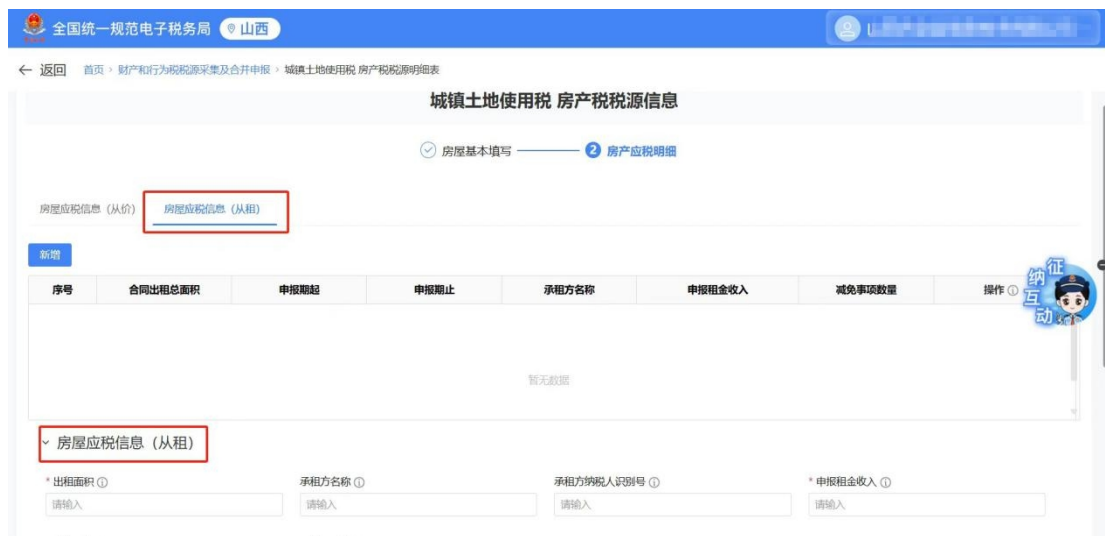 全国统一规范电子税务局 山西
返回 首页 > 财产和行为税税源采集及合并申报 > 城镇土地使用税 房产税税源明细表
城镇土地使用税 房产税税源信息
房屋基本填写 2 房产应税明细
房屋应税信息（从价） 房屋应税信息（从租）
新增
序号 合同出租总面积 申报期起 申报期止 承租方名称 申报租金收入 减免事项数量 操作
征纳互动
暂无数据
房屋应税信息（从租）
* 出租面积 承租方名称 承租方纳税人识别号 * 申报租金收入
请输入 请输入 请输入 请输入